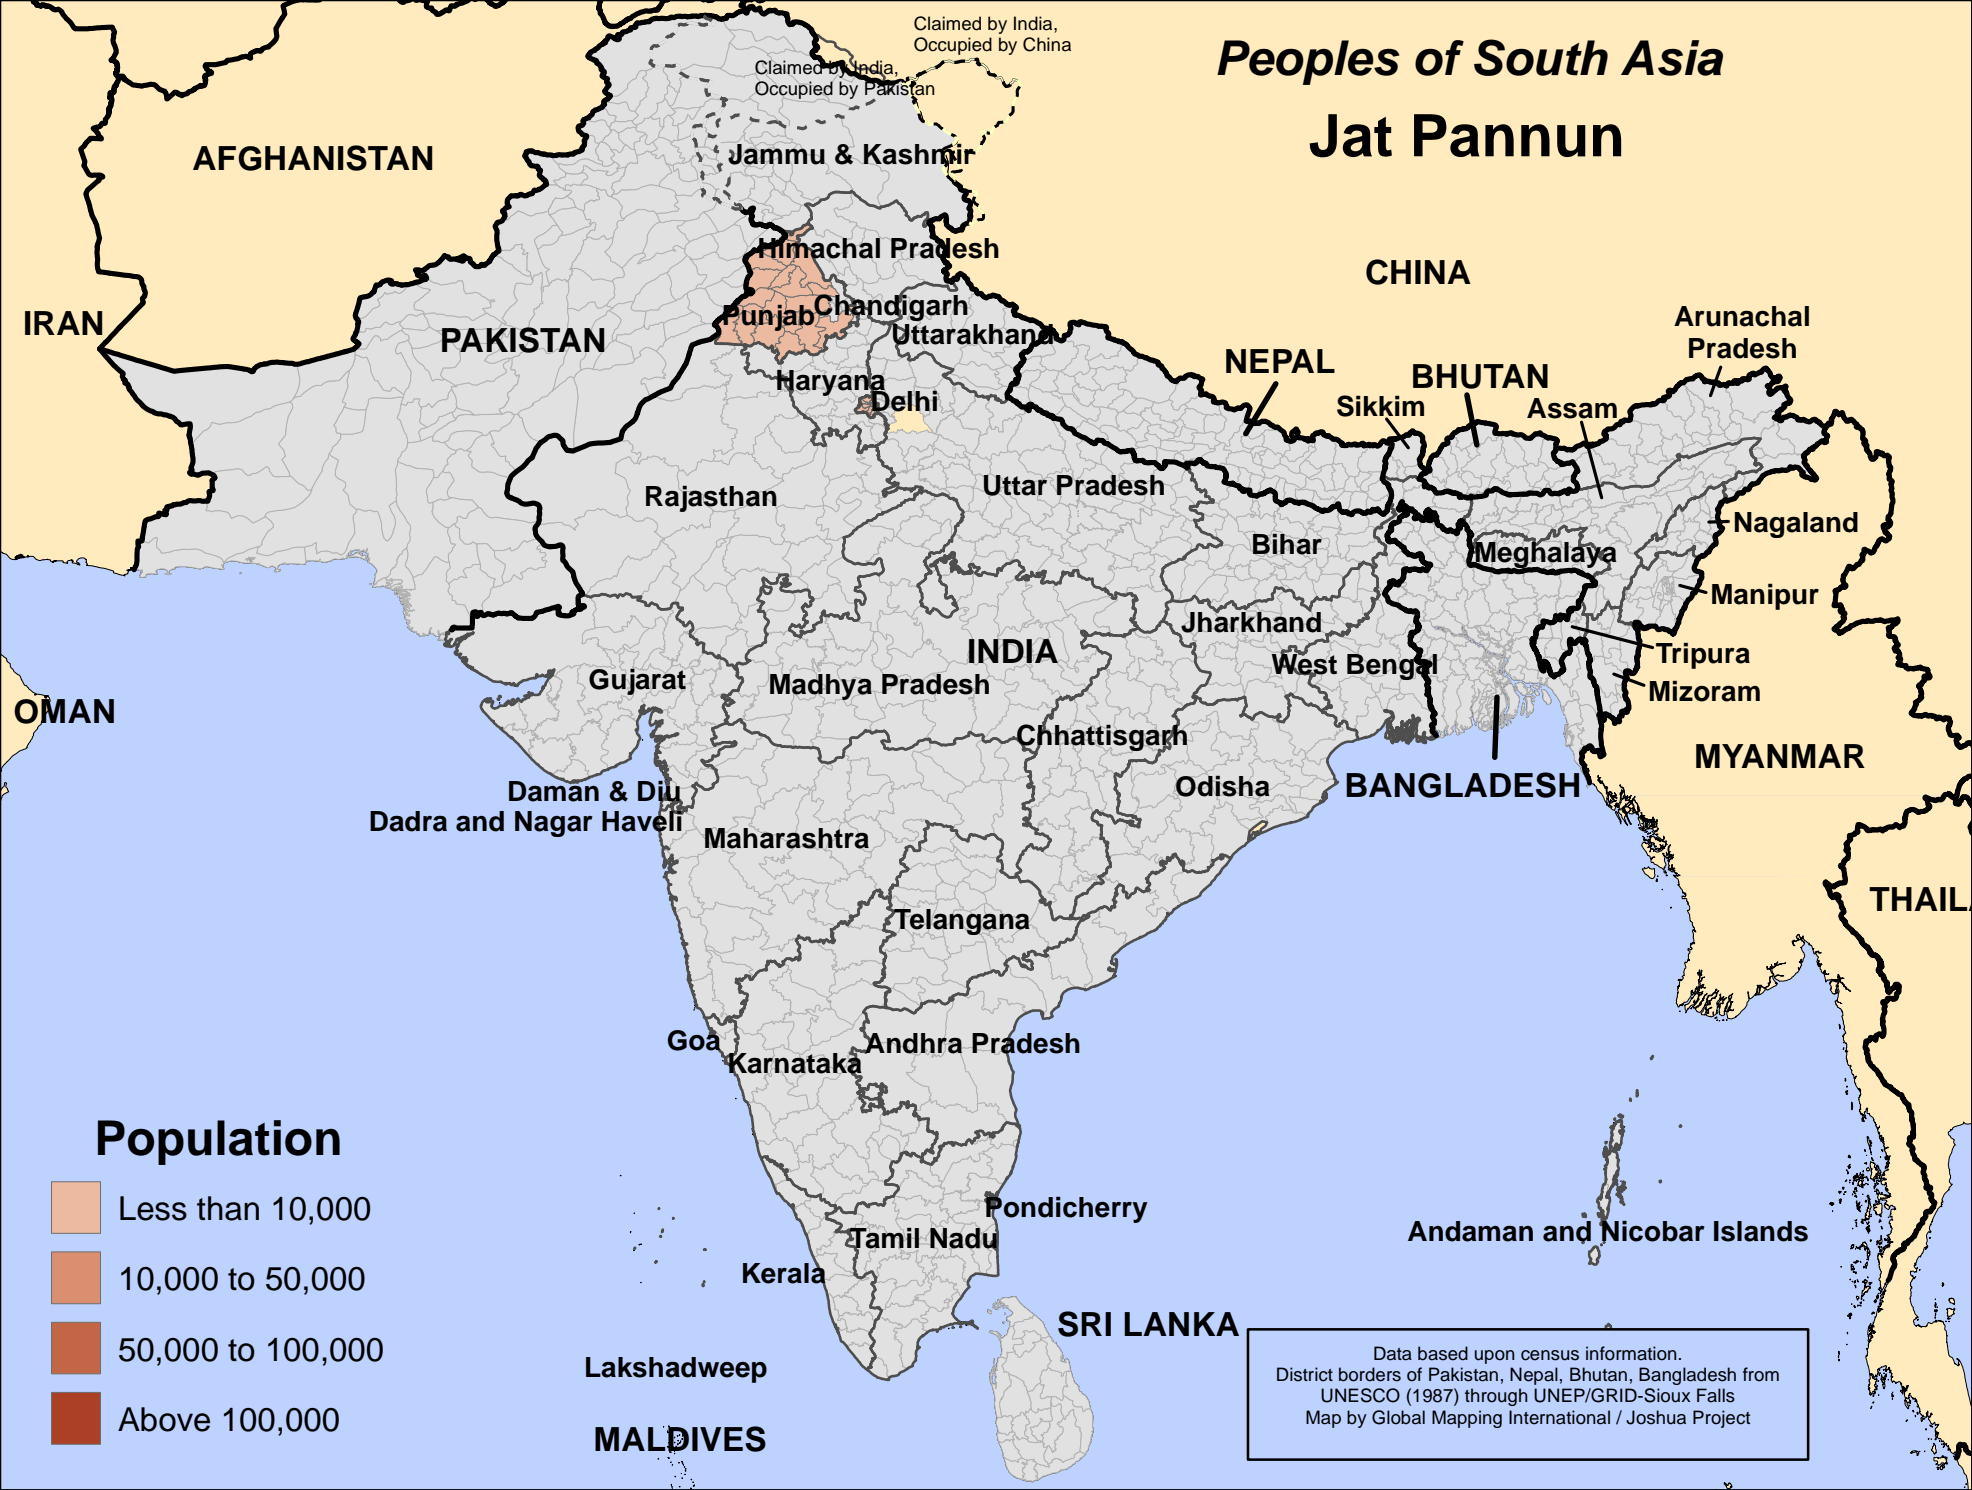 Claimed by India,
Occupied by China
Peoples of South Asia
Jat Pannun
Claimed by India,
Occupied by Pakistan
AFGHANISTAN
Jammu & Kashmir
Himachal Pradesh
CHINA
IRAN
PAKISTAN
Punjab
Chandigarh
Uttarakhand
Arunachal
Pradesh
NEPAL
BHUTAN
Haryana
Delhi
Sikkim
Assam
Rajasthan
Uttar Pradesh
Nagaland
Bihar
Meghalaya
Manipur
Jharkhand
INDIA
Tripura
West Bengal
Gujarat
Madhya Pradesh
Mizoram
OMAN
Chhattisgarh
MYANMAR
Odisha
BANGLADESH
Daman & Diu
Dadra and Nagar Haveli
Maharashtra
THAIL
Telangana
Goa
Andhra Pradesh
Karnataka
Population
Less than 10,000
10,000 to 50,000
50,000 to 100,000
Above 100,000
Pondicherry
Tamil Nadu
Andaman and Nicobar Islands
Kerala
SRI LANKA
Lakshadweep
MALDIVES
Data based upon census information.
District borders of Pakistan, Nepal, Bhutan, Bangladesh from
UNESCO (1987) through UNEP/GRID-Sioux Falls
Map by Global Mapping International / Joshua Project